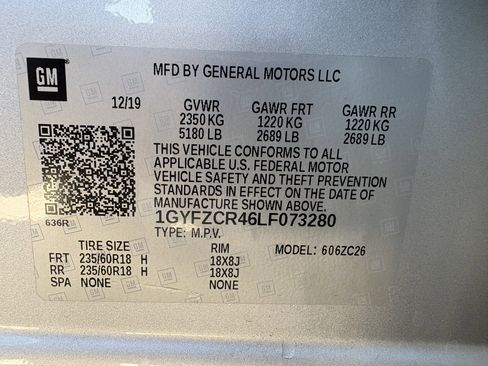 GM
MFD BY GENERAL MOTORS LLC
12/19 GVWR GAWR FRT GAWR RR
2350 KG 1220 KG 1220 KG
5180 LB 2689 LB 2689 LB
THIS VEHICLE CONFORMS TO ALL
APPLICABLE U.S. FEDERAL MOTOR
VEHICLE SAFETY AND THEFT PREVENTION
STANDARDS IN EFFECT ON THE DATE OF
MANUFACTURE SHOWN ABOVE.
636R 1GYFZCR46LF073280
TYPE: M.P.V.
TIRE SIZE RIM MODEL: 606ZC26
FRT 235/60R18 H 18X8J
RR 235/60R18 H 18X8J
SPA NONE NONE